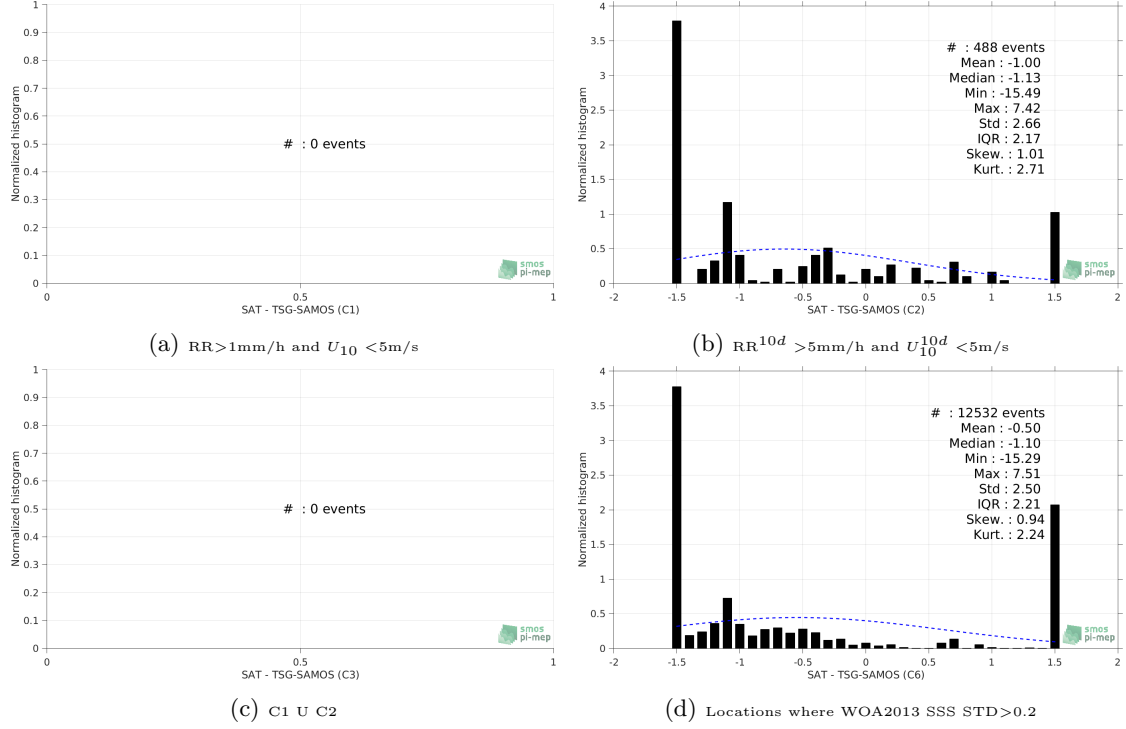 1
0.9
0.8
0.7
0.6
0.5
0.4
0.3
0.2
0.1
0
Normalized histogram
# : 0 events
smos
pi-mep
0 0.5 1
SAT - TSG-SAMOS (C1)
(a) RR>1mm/h and U10 <5m/s
4
3.5
3
2.5
2
1.5
1
0.5
0
Normalized histogram
# : 488 events
Mean : -1.00
Median : -1.13
Min : -15.49
Max : 7.42
Std : 2.66
IQR : 2.17
Skew. : 1.01
Kurt. : 2.71
smos
pi-mep
-2 -1.5 -1 -0.5 0 0.5 1 1.5 2
SAT - TSG-SAMOS (C2)
(b) RR10d >5mm/h and U10d10 <5m/s
1
0.9
0.8
0.7
0.6
0.5
0.4
0.3
0.2
0.1
0
Normalized histogram
# : 0 events
smos
pi-mep
0 0.5 1
SAT - TSG-SAMOS (C3)
(c) C1 U C2
4
3.5
3
2.5
2
1.5
1
0.5
0
Normalized histogram
# : 12532 events
Mean : -0.50
Median : -1.10
Min : -15.29
Max : 7.51
Std : 2.50
IQR : 2.21
Skew. : 0.94
Kurt. : 2.24
smos
pi-mep
-2 -1.5 -1 -0.5 0 0.5 1 1.5 2
SAT - TSG-SAMOS (C6)
(d) Locations where WOA2013 SSS STD>0.2